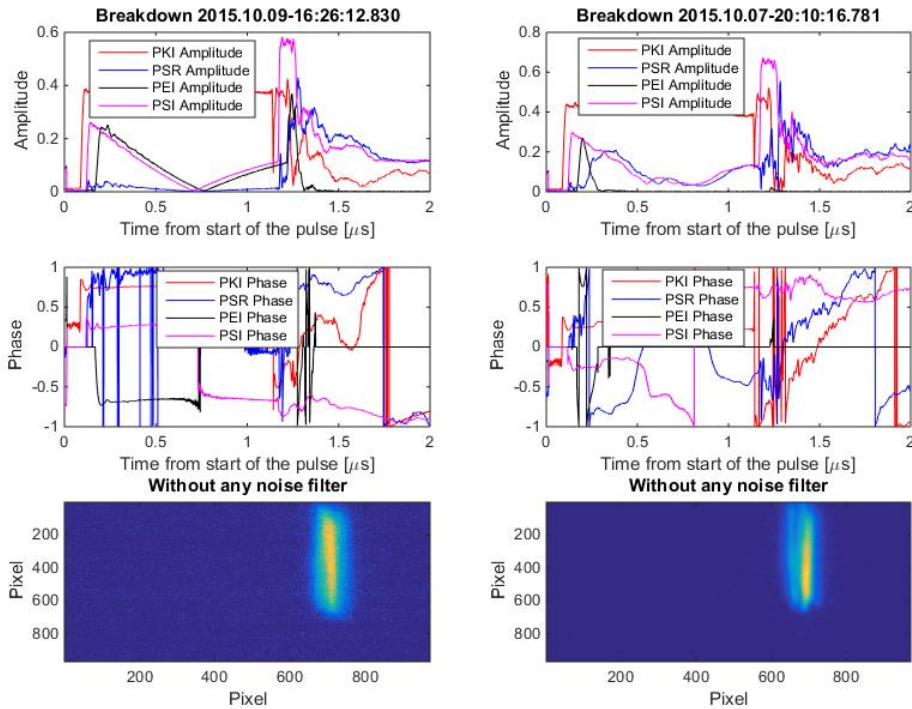 Breakdown 2015.10.09-16:26:12.830
0.6
0.4
0.2
0
Amplitude
PKI Amplitude
PSR Amplitude
PEI Amplitude
PSI Amplitude
0 0.5 1 1.5 2
Time from start of the pulse [μs]
Breakdown 2015.10.07-20:10:16.781
0.8
0.6
0.4
0.2
0
Amplitude
PKI Amplitude
PSR Amplitude
PEI Amplitude
PSI Amplitude
0 0.5 1 1.5 2
Time from start of the pulse [μs]
1
0.5
0
-0.5
-1
Phase
PKI Phase
PSR Phase
PEI Phase
PSI Phase
0 0.5 1 1.5 2
Time from start of the pulse [μs]
1
0.5
0
-0.5
-1
Phase
PKI Phase
PSR Phase
PEI Phase
PSI Phase
0 0.5 1 1.5 2
Time from start of the pulse [μs]
Without any noise filter
200
400
600
800
Pixel
200 400 600 800
Pixel
Without any noise filter
200
400
600
800
Pixel
200 400 600 800
Pixel